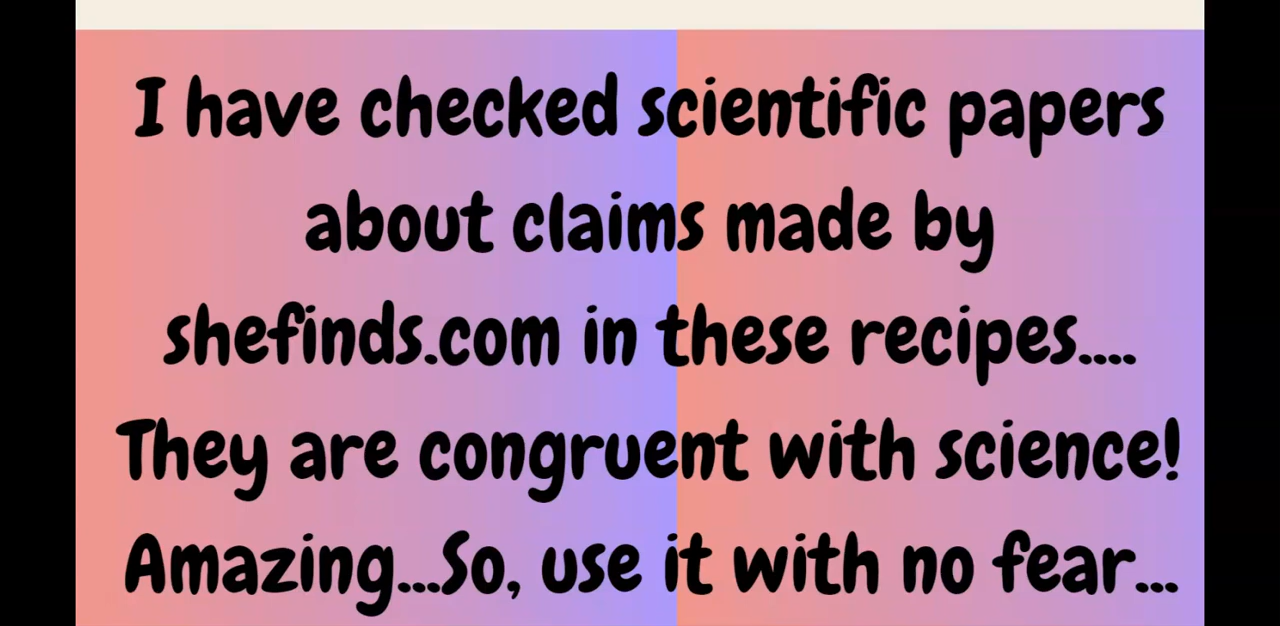 I have checked scientific papers
about claims made by
shefinds.com in these recipes....
They are congruent with science!
Amazing...So, use it with no fear...